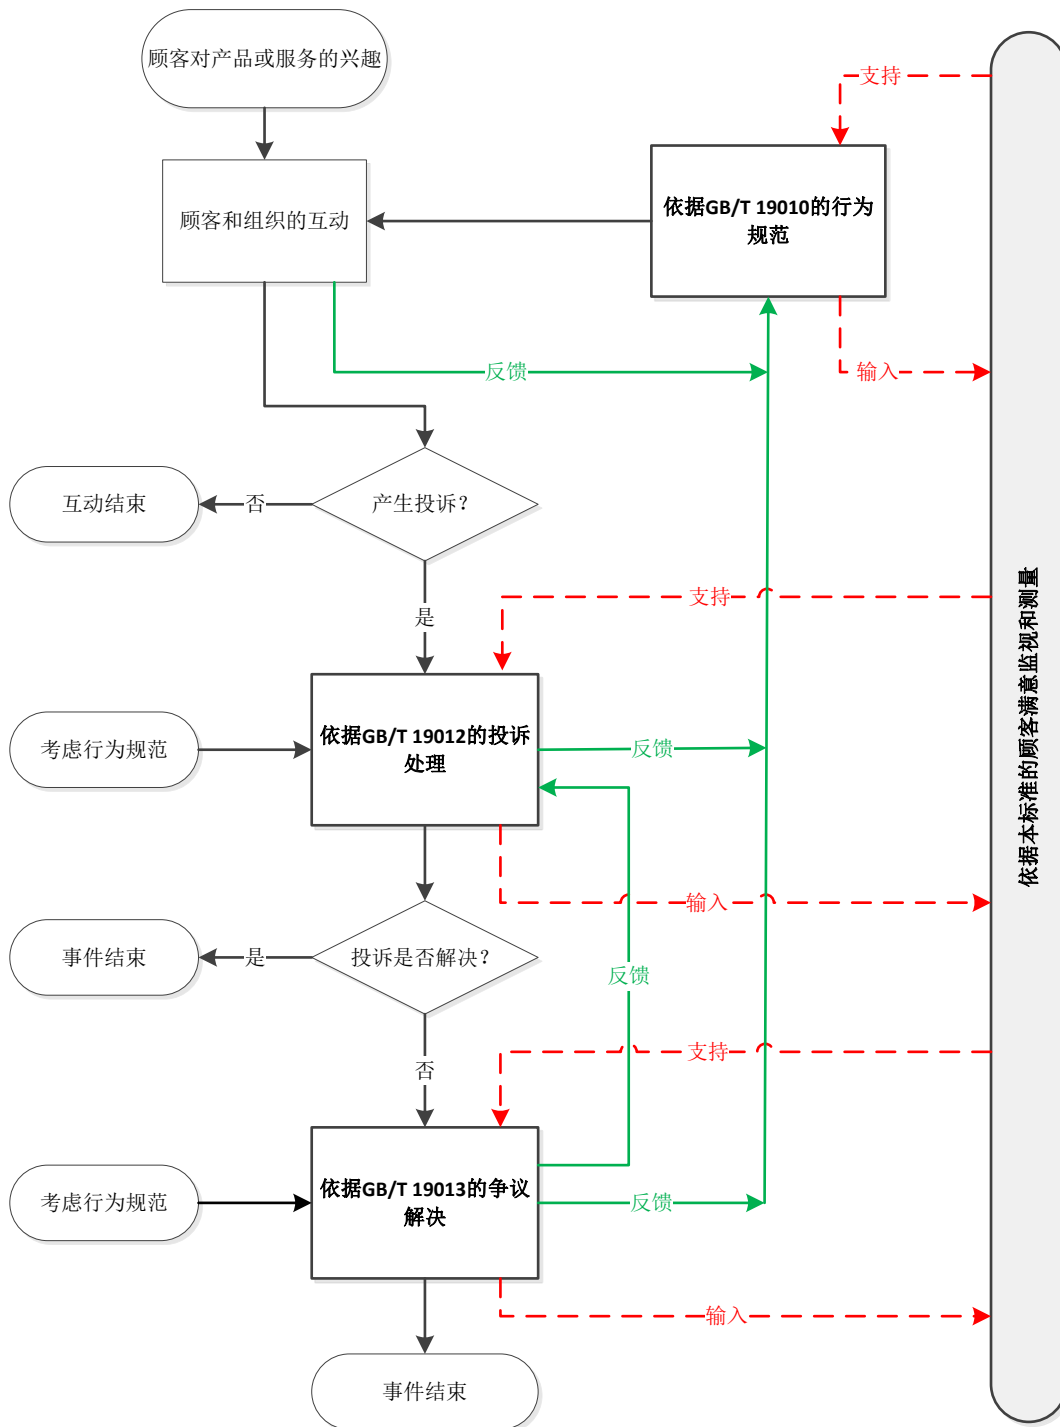 顾客对产品或服务的兴趣
支持
顾客和组织的互动
依据GB/T 19010的行为
规范
反馈
输入
互动结束
否
产生投诉?
是
支持
考虑行为规范
依据GB/T 19012的投诉
处理
反馈
输入
事件结束
是
投诉是否解决?
反馈
否
支持
考虑行为规范
依据GB/T 19013的争议
解决
反馈
输入
事件结束
依据本标准的顾客满意监视和测量